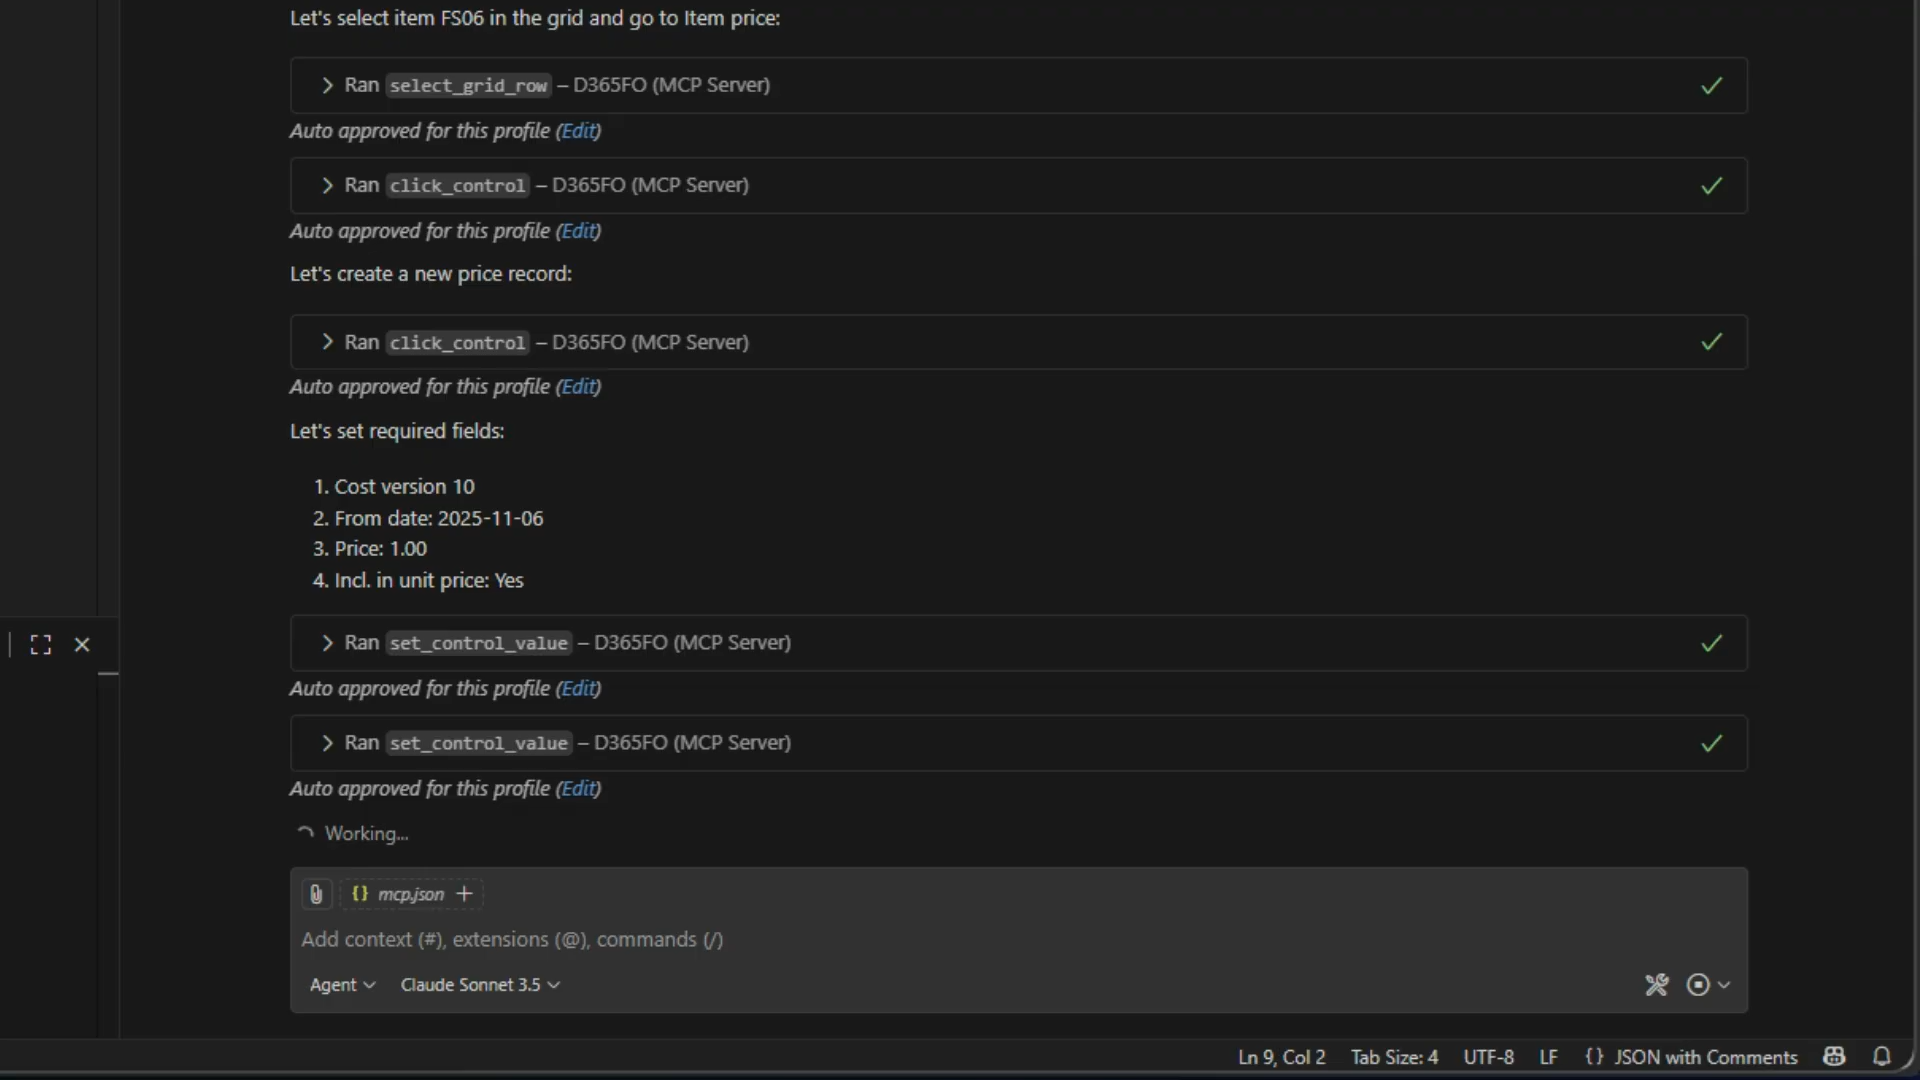 Let's select item FS06 in the grid and go to Item price:
Ran select_grid_row – D365FO (MCP Server)
Auto approved for this profile (Edit)
Ran click_control – D365FO (MCP Server)
Auto approved for this profile (Edit)
Let's create a new price record:
Ran click_control – D365FO (MCP Server)
Auto approved for this profile (Edit)
Let's set required fields:
1. Cost version 10
2. From date: 2025-11-06
3. Price: 1.00
4. Incl. in unit price: Yes
Ran set_control_value – D365FO (MCP Server)
Auto approved for this profile (Edit)
Ran set_control_value – D365FO (MCP Server)
Auto approved for this profile (Edit)
Working...
{} mcp.json +
Add context (#), extensions (@), commands (/)
Agent Claude Sonnet 3.5
Ln 9, Col 2 Tab Size: 4 UTF-8 LF {} JSON with Comments